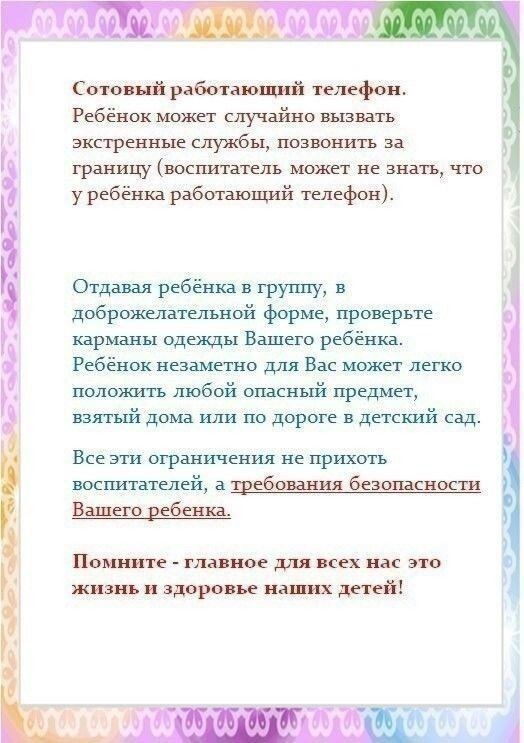 Сотовый работающий телефон.
Ребёнок может случайно вызвать
экстренные службы, позвонить за
границу (воспитатель может не знать, что
у ребёнка работающий телефон).
Отдавая ребёнка в группу, в
доброжелательной форме, проверьте
карманы одежды Вашего ребёнка.
Ребёнок незаметно для Вас может легко
положить любой опасный предмет,
взятый дома или по дороге в детский сад.
Все эти ограничения не прихоть
воспитателей, а требования безопасности
Вашего ребенка.
Помните - главное для всех нас это
жизнь и здоровье наших детей!